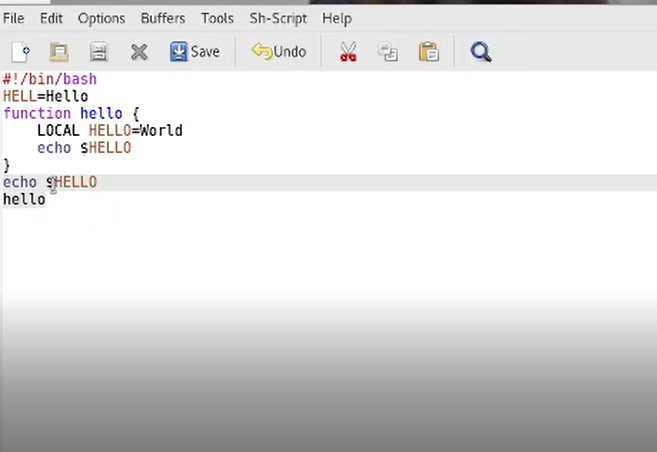 File Edit Options Buffers Tools Sh-Script Help
Save Undo
#!/bin/bash
HELL=Hello
function hello {
    LOCAL HELLO=World
    echo $HELLO
}
echo $HELLO
hello